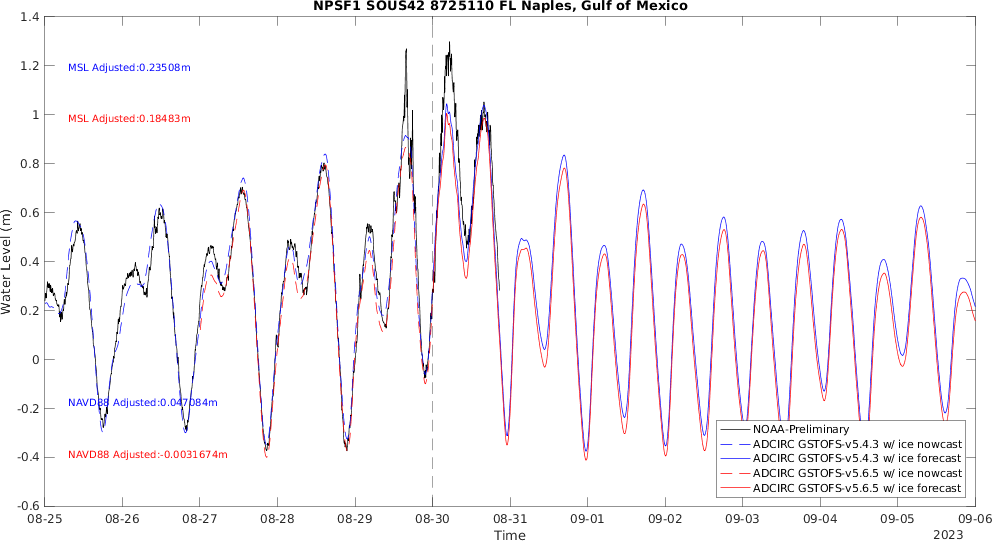 NPSF1 SOUS42 8725110 FL Naples, Gulf of Mexico
Water Level (m)
1.4
1.2
1
0.8
0.6
0.4
0.2
0
-0.2
-0.4
-0.6
MSL Adjusted:0.23508m
MSL Adjusted:0.18483m
NAVD88 Adjusted:0.047084m
NAVD88 Adjusted:-0.0031674m
NOAA-Preliminary
ADCIRC GSTOFS-v5.4.3 w/ ice nowcast
ADCIRC GSTOFS-v5.4.3 w/ ice forecast
ADCIRC GSTOFS-v5.6.5 w/ ice nowcast
ADCIRC GSTOFS-v5.6.5 w/ ice forecast
08-25 08-26 08-27 08-28 08-29 08-30 08-31 09-01 09-02 09-03 09-04 09-05 09-06
Time
2023